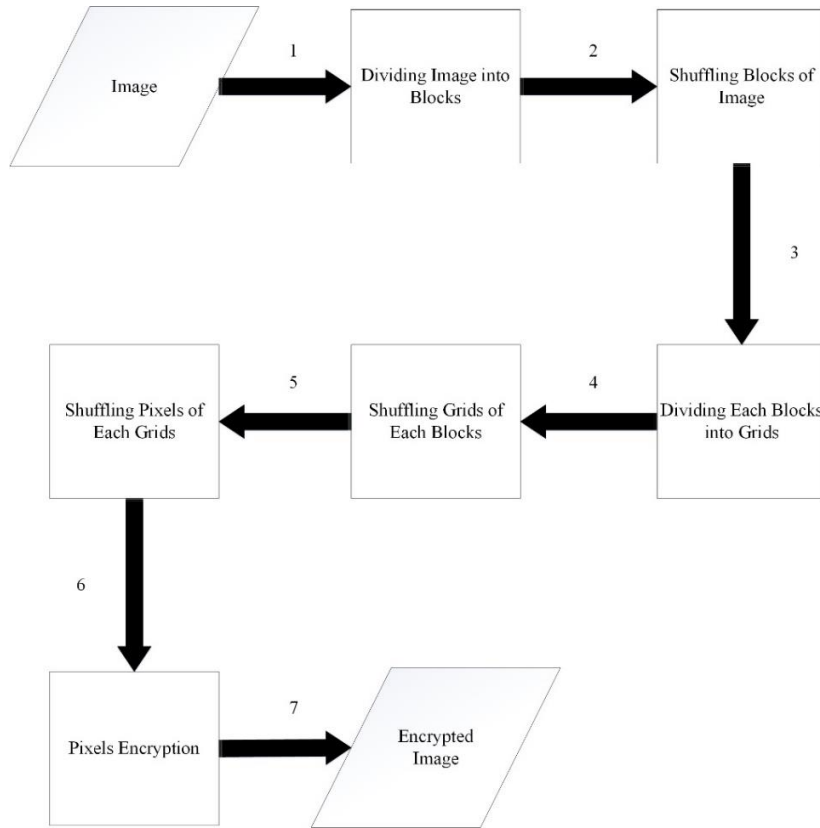 1
2
Image
Dividing Image into
Blocks
Shuffling Blocks of
Image
3
5
4
Shuffling Pixels of
Each Grids
Shuffling Grids of
Each Blocks
Dividing Each Blocks
into Grids
6
7
Pixels Encryption
Encrypted
Image